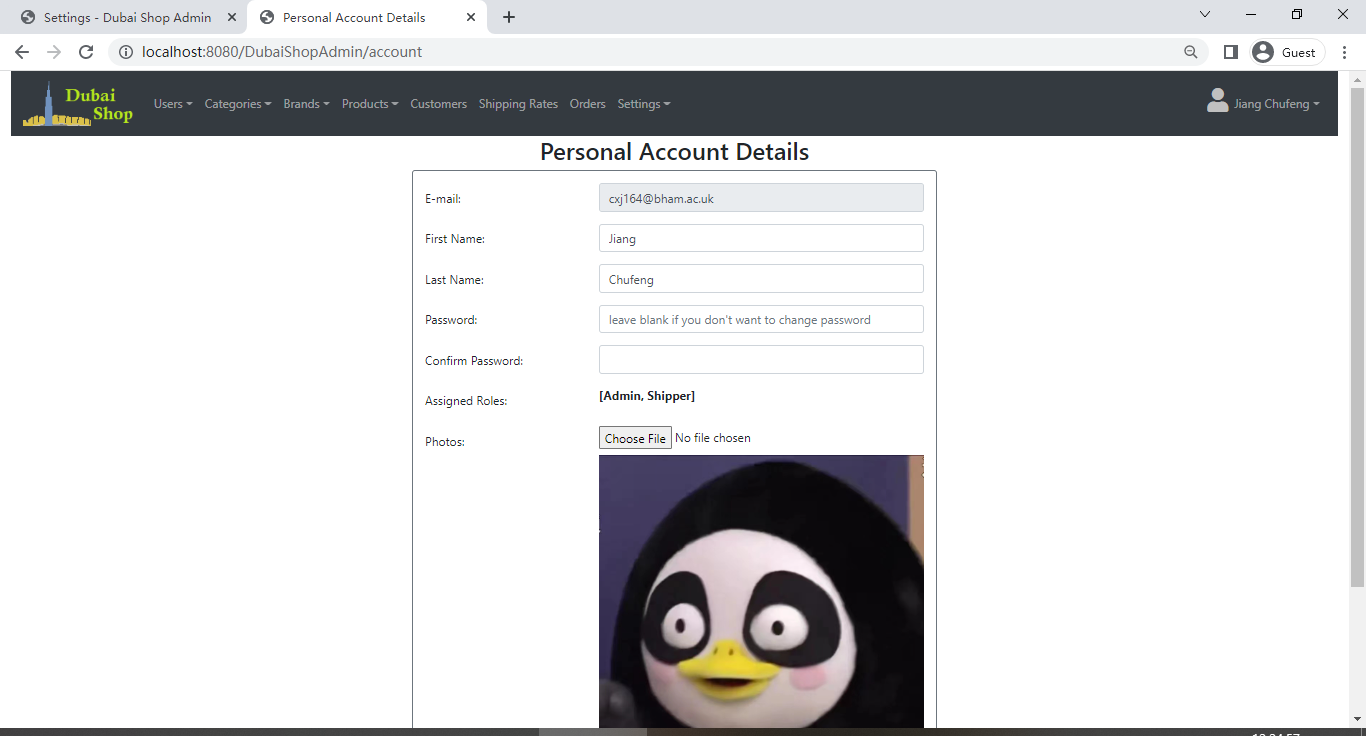 Settings - Dubai Shop Admin
Personal Account Details
localhost:8080/DubaiShopAdmin/account
Guest
Dubai
Shop
Users Categories Brands Products Customers Shipping Rates Orders Settings
Jiang Chufeng
Personal Account Details
E-mail: cxj164@bham.ac.uk
First Name: Jiang
Last Name: Chufeng
Password: leave blank if you don't want to change password
Confirm Password:
Assigned Roles: [Admin, Shipper]
Photos: Choose File No file chosen